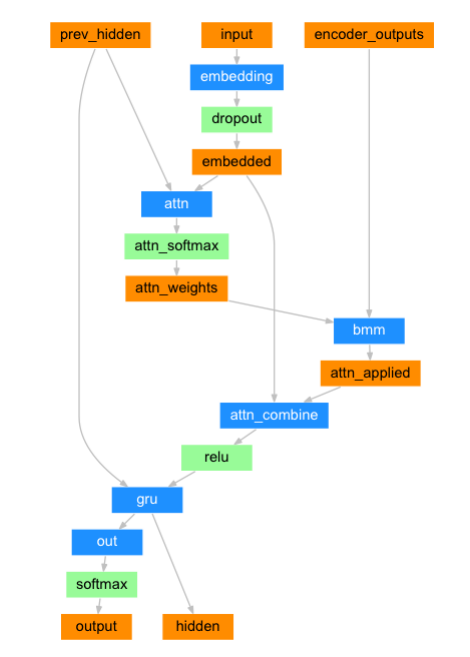 prev_hidden
input
encoder_outputs
embedding
dropout
embedded
attn
attn_softmax
attn_weights
bmm
attn_applied
attn_combine
relu
gru
out
softmax
output
hidden